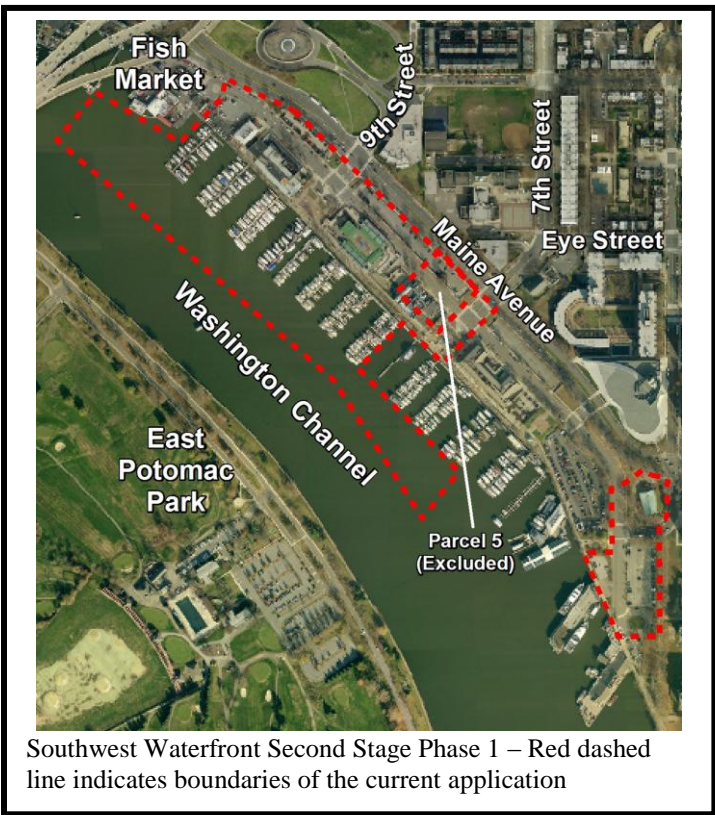 Fish
Market
9th Street
7th Street
Eye Street
Maine Avenue
Washington Channel
East
Potomac
Park
Parcel 5
(Excluded)
Southwest Waterfront Second Stage Phase 1 – Red dashed
line indicates boundaries of the current application